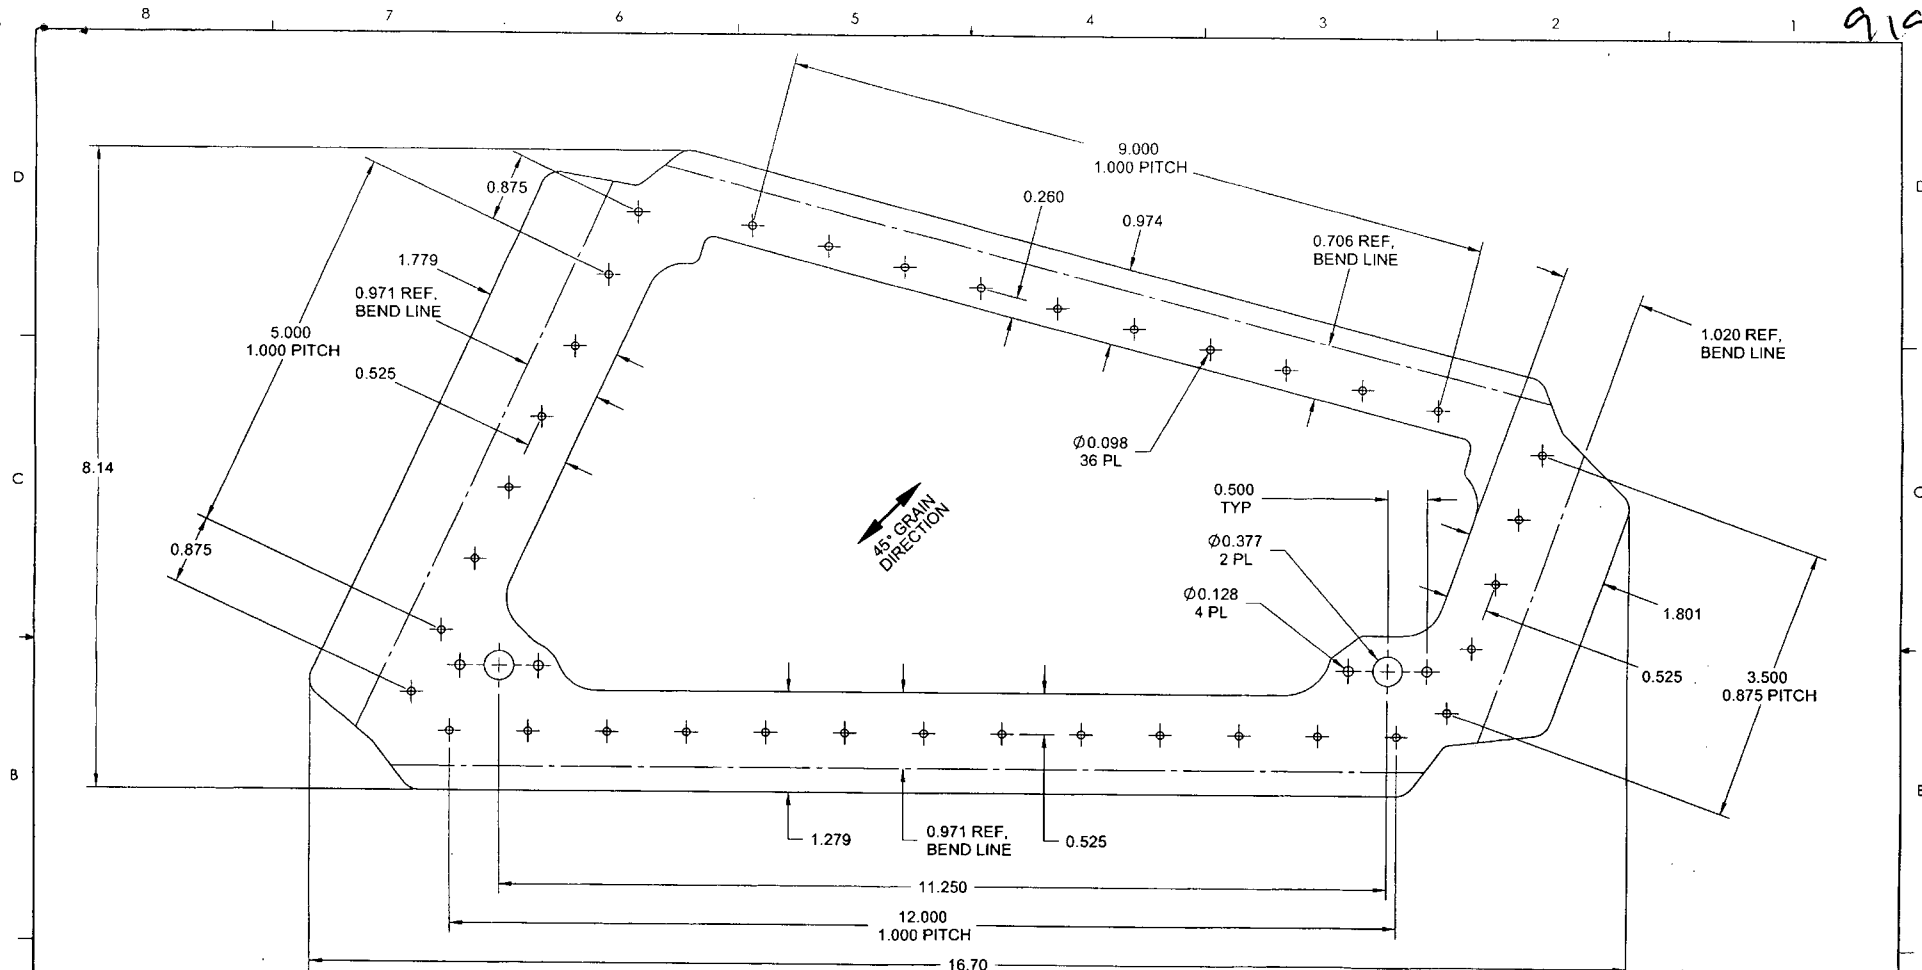 8 7 6 5 4 3 2 1
919
D
9.000
1.000 PITCH
0.875
0.260
0.974
0.706 REF,
BEND LINE
1.779
0.971 REF,
BEND LINE
5.000
1.000 PITCH
1.020 REF,
BEND LINE
0.525
Ø0.098
36 PL
C
8.14
0.500
TYP
45° GRAIN
DIRECTION
Ø0.377
2 PL
0.875
Ø0.128
4 PL
1.801
0.525
3.500
0.875 PITCH
B
1.279
0.971 REF,
BEND LINE
0.525
11.250
12.000
1.000 PITCH
16.70